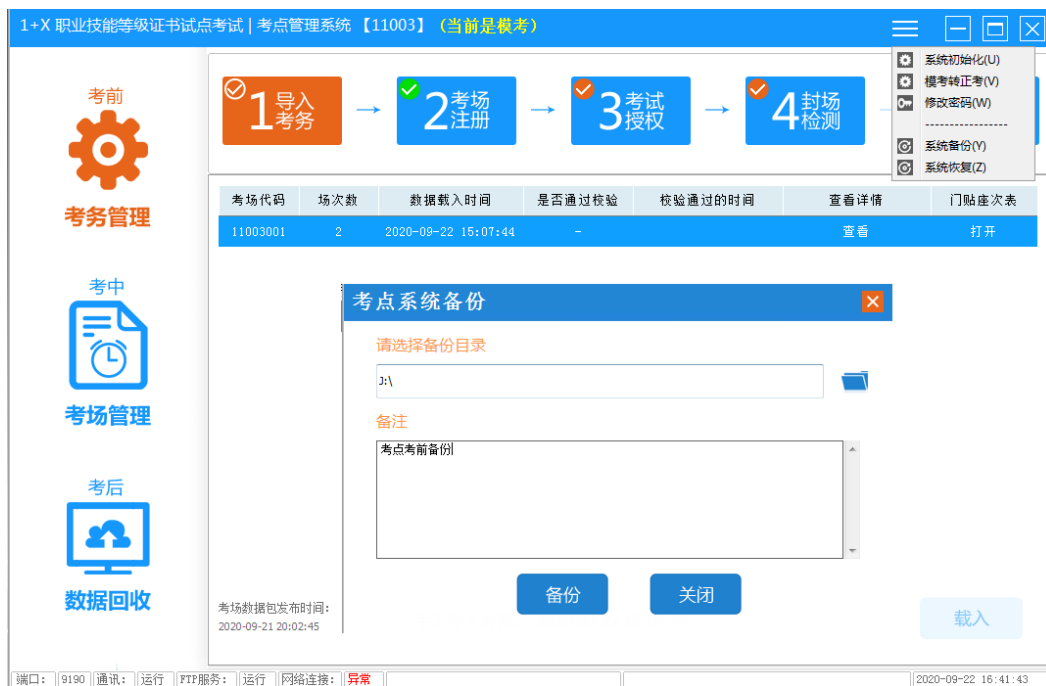 1+X 职业技能等级证书试点考试 | 考点管理系统 【11003】 (当前是模考)
系统初始化(U)
模考转正考(V)
修改密码(W)
----------------
系统备份(Y)
系统恢复(Z)
考前
考务管理
考中
考场管理
考后
数据回收
1 导入考务
2 考场注册
3 考试授权
4 封场检测
考场代码 场次数 数据载入时间 是否通过校验 校验通过的时间 查看详情 门贴座次表
11003001 2 2020-09-22 15:07:44 - 查看 打开
考点系统备份
请选择备份目录
J:\
备注
考点考前备份
备份 关闭
考场数据包发布时间:
2020-09-21 20:02:45
载入
端口: 9190 通讯: 运行 FTP服务: 运行 网络连接: 异常 2020-09-22 16:41:43